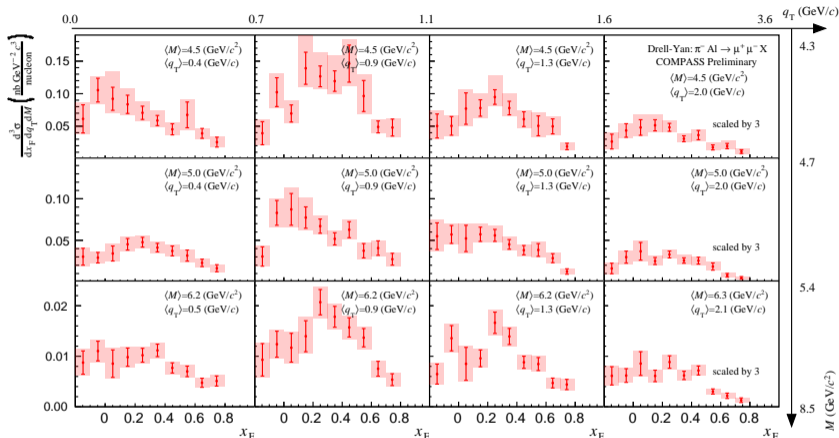 0.0 0.7 1.1 1.6 3.6 q_T (GeV/c)
d³σ/dx_F dq_T dM (pb GeV⁻² c³/nucleon)
0.15
0.10
0.05
⟨M⟩=4.5 (GeV/c²)
⟨q_T⟩=0.4 (GeV/c)
⟨M⟩=4.5 (GeV/c²)
⟨q_T⟩=0.9 (GeV/c)
⟨M⟩=4.5 (GeV/c²)
⟨q_T⟩=1.3 (GeV/c)
Drell-Yan: π⁻ Al → μ⁺ μ⁻ X
COMPASS Preliminary
⟨M⟩=4.5 (GeV/c²)
⟨q_T⟩=2.0 (GeV/c)
scaled by 3
4.3
4.7
0.10
0.05
⟨M⟩=5.0 (GeV/c²)
⟨q_T⟩=0.4 (GeV/c)
⟨M⟩=5.0 (GeV/c²)
⟨q_T⟩=0.9 (GeV/c)
⟨M⟩=5.0 (GeV/c²)
⟨q_T⟩=1.3 (GeV/c)
⟨M⟩=5.0 (GeV/c²)
⟨q_T⟩=2.0 (GeV/c)
scaled by 3
5.4
0.02
0.01
0.00
⟨M⟩=6.2 (GeV/c²)
⟨q_T⟩=0.5 (GeV/c)
⟨M⟩=6.2 (GeV/c²)
⟨q_T⟩=0.9 (GeV/c)
⟨M⟩=6.2 (GeV/c²)
⟨q_T⟩=1.3 (GeV/c)
⟨M⟩=6.3 (GeV/c²)
⟨q_T⟩=2.1 (GeV/c)
scaled by 3
8.5
M (GeV/c²)
0 0.2 0.4 0.6 0.8 0 0.2 0.4 0.6 0.8 0 0.2 0.4 0.6 0.8 0 0.2 0.4 0.6 0.8
x_F x_F x_F x_F